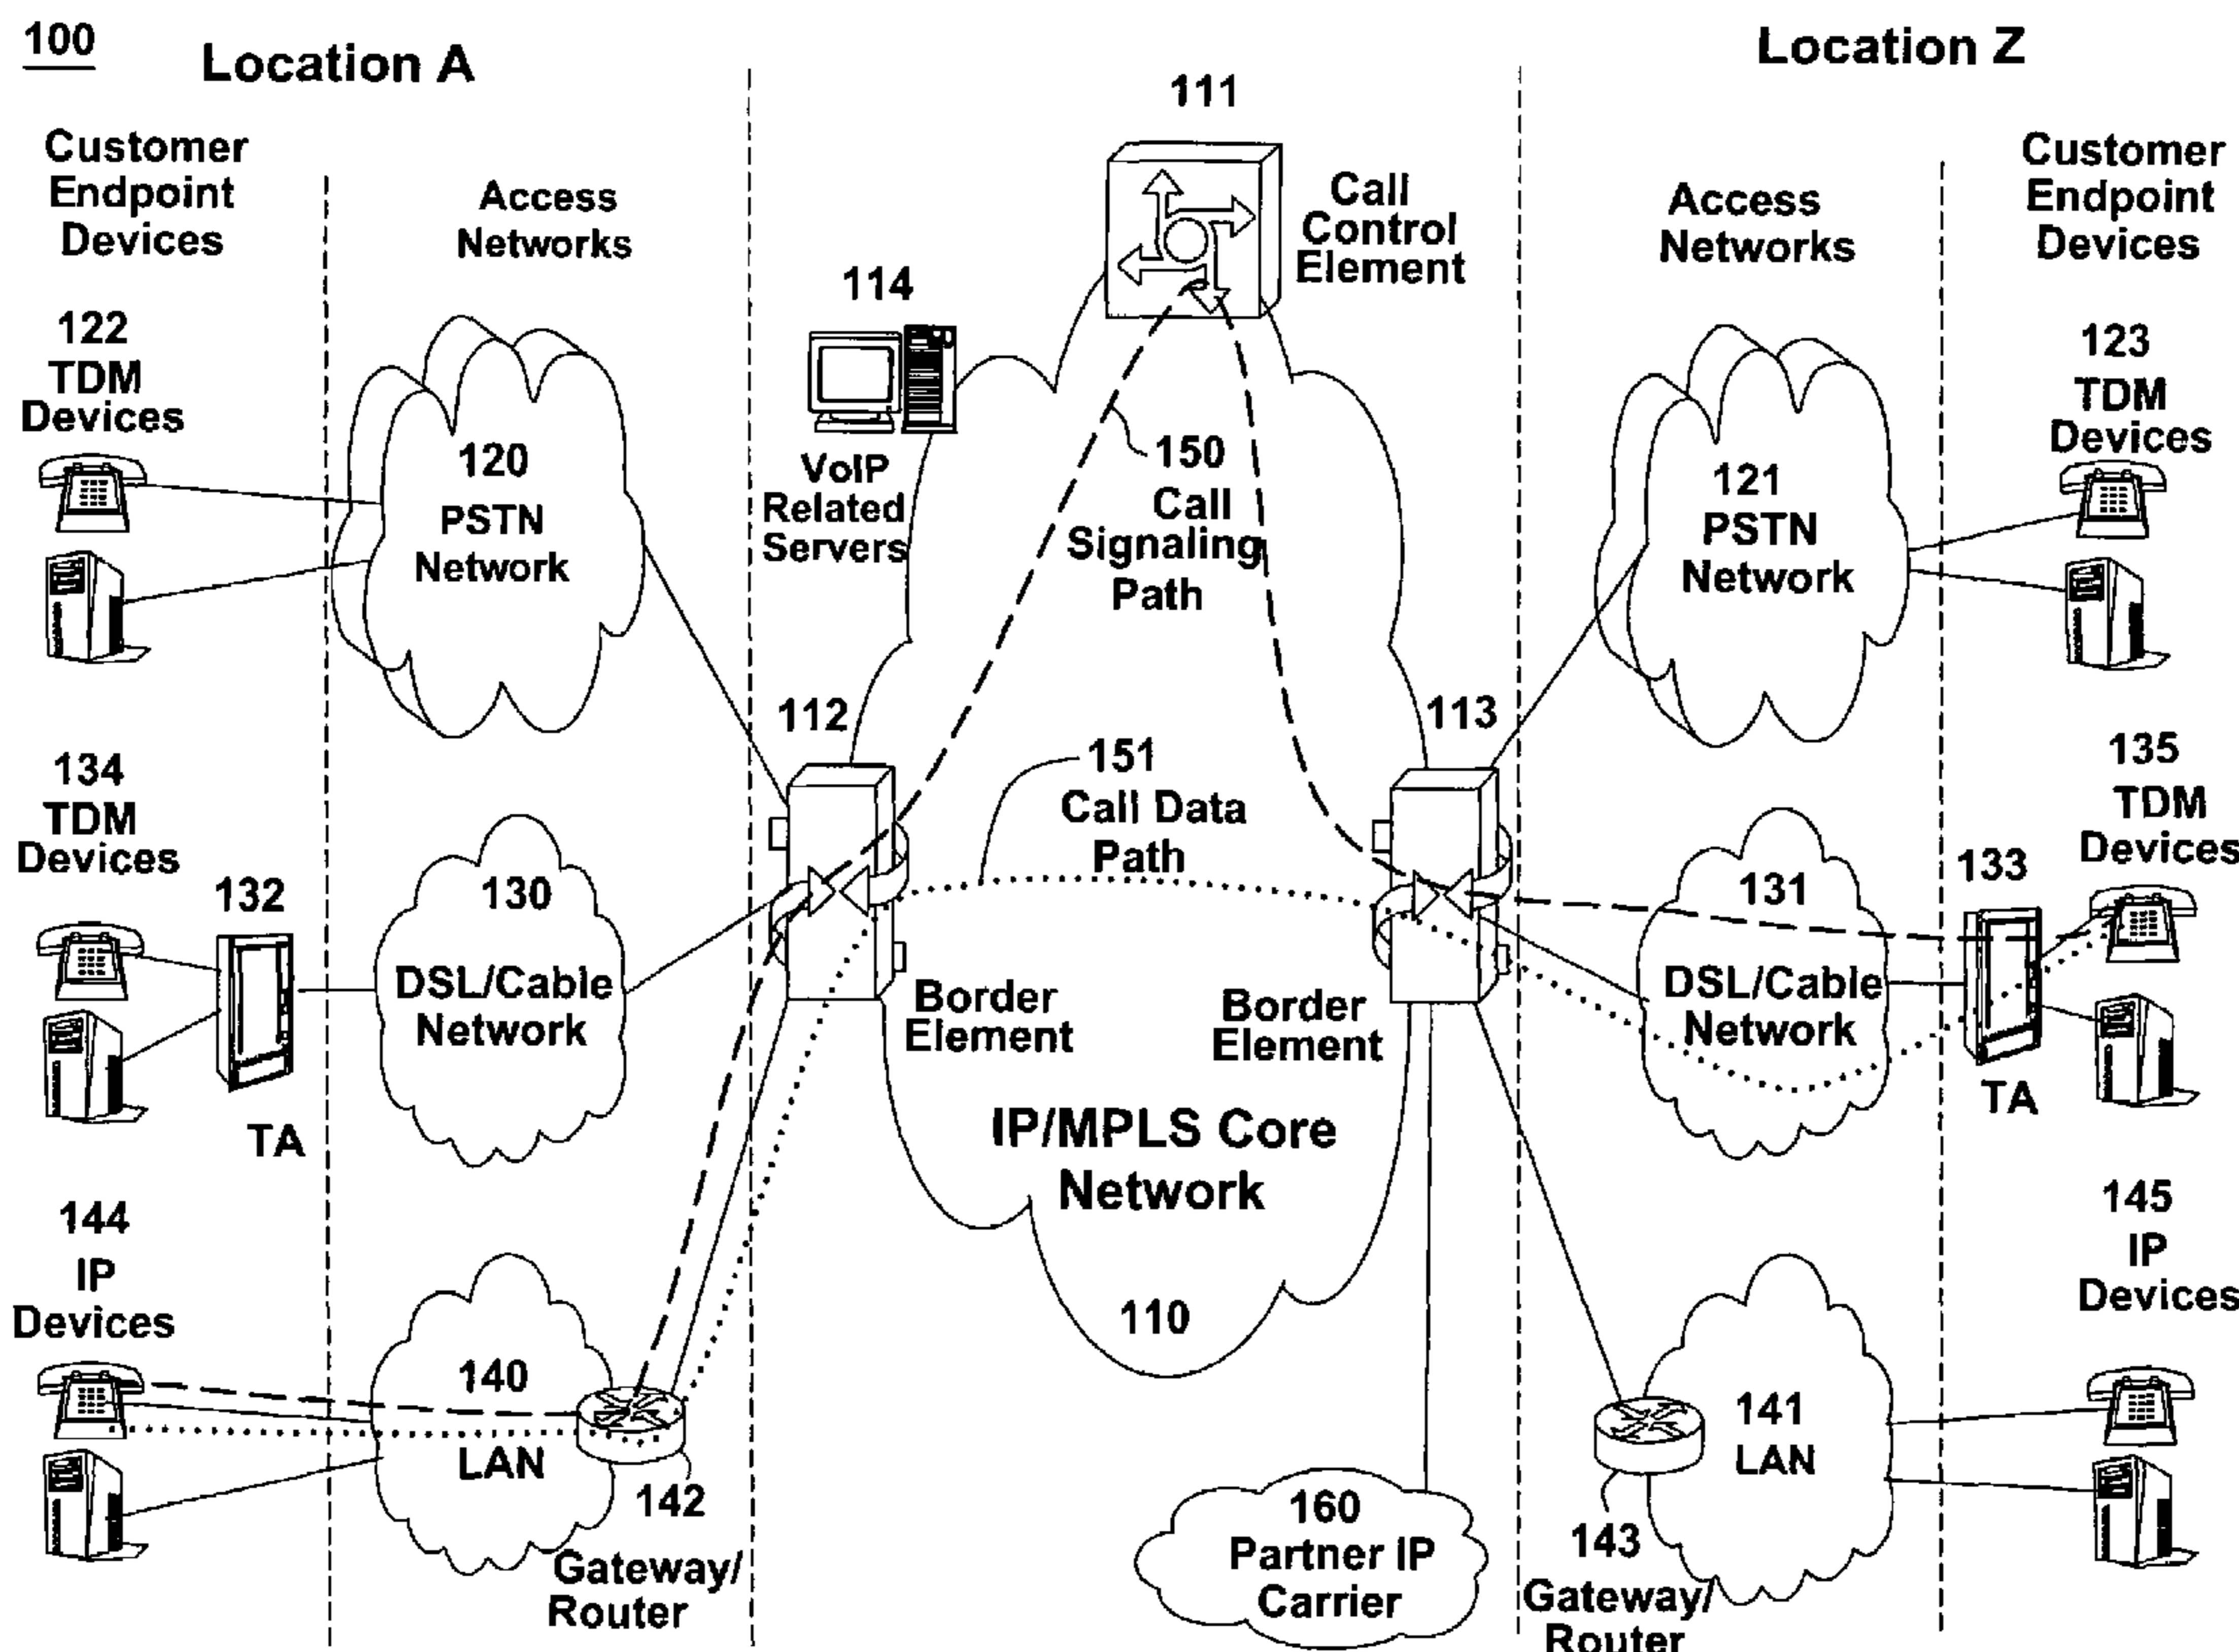 100
Location A
Location Z
111
Customer
Endpoint
Devices
Access
Networks
Call
Control
Element
Access
Networks
Customer
Endpoint
Devices
114
VoIP
Related
Servers
122
TDM
Devices
120
PSTN
Network
150
Call
Signaling
Path
121
PSTN
Network
123
TDM
Devices
112
113
151
Call Data
Path
134
TDM
Devices
132
TA
130
DSL/Cable
Network
Border
Element
Border
Element
131
DSL/Cable
Network
133
TA
135
TDM
Devices
IP/MPLS Core
Network
110
144
IP
Devices
140
LAN
142
Gateway/
Router
160
Partner IP
Carrier
143
Gateway/
Router
141
LAN
145
IP
Devices